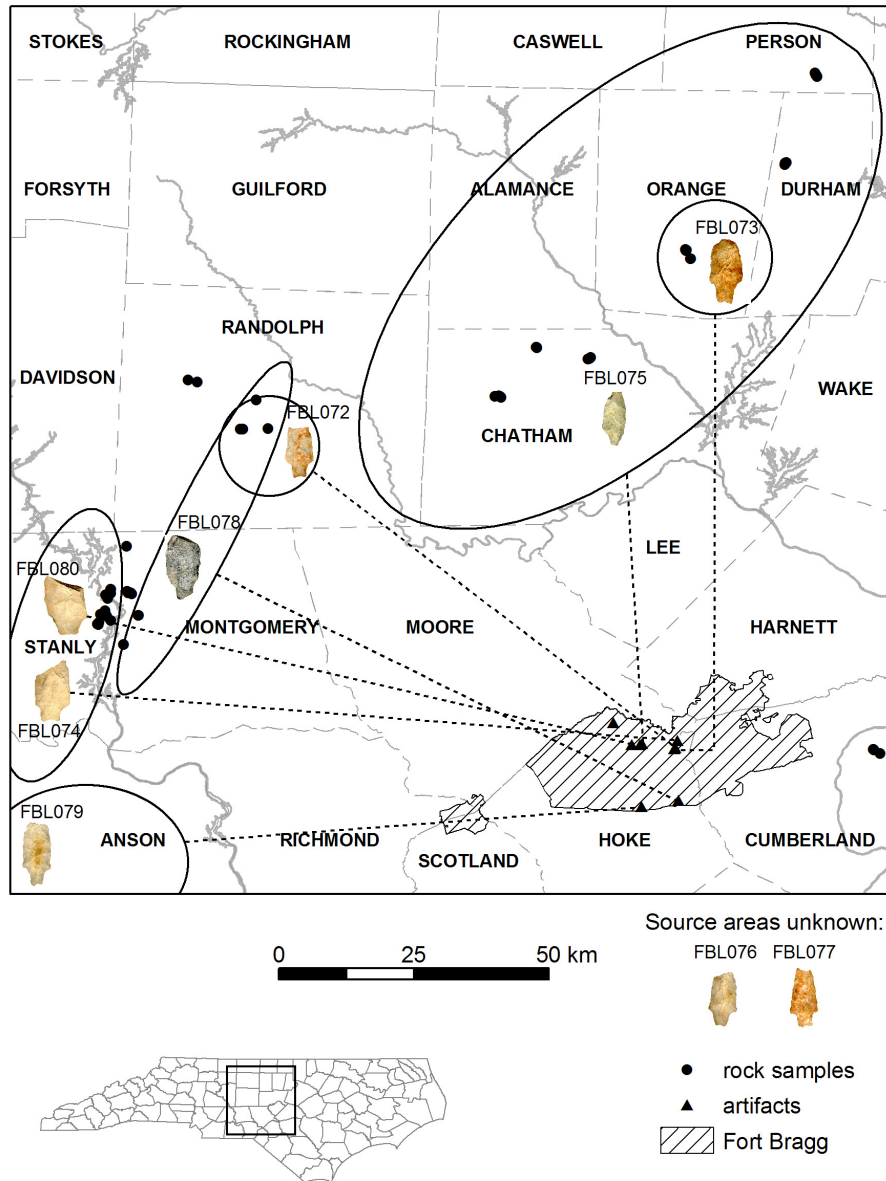 STOKES
ROCKINGHAM
CASWELL
PERSON
FORSYTH
GUILFORD
ALAMANCE
ORANGE
DURHAM
FBL073
RANDOLPH
DAVIDSON
FBL075
WAKE
FBL072
CHATHAM
FBL078
LEE
FBL080
MONTGOMERY
MOORE
HARNETT
STANLY
FBL074
FBL079
ANSON
RICHMOND
SCOTLAND
HOKE
CUMBERLAND
Source areas unknown:
FBL076 FBL077
0 25 50 km
rock samples
artifacts
Fort Bragg